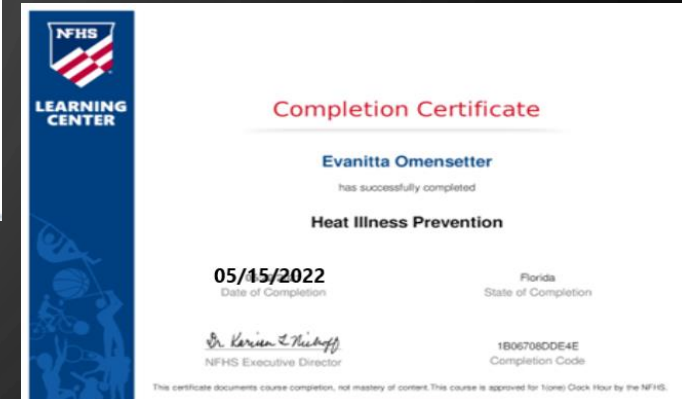 NFHS
LEARNING
CENTER
Completion Certificate
Evanitta Omensetter
has successfully completed
Heat Illness Prevention
05/15/2022
Florida
Date of Completion
State of Completion
1B06708DDE4E
NFHS Executive Director
Completion Code
This certificate documents course completion, not mastery of content.This course is approved for 1(one) Clock Hour by the NFHS.